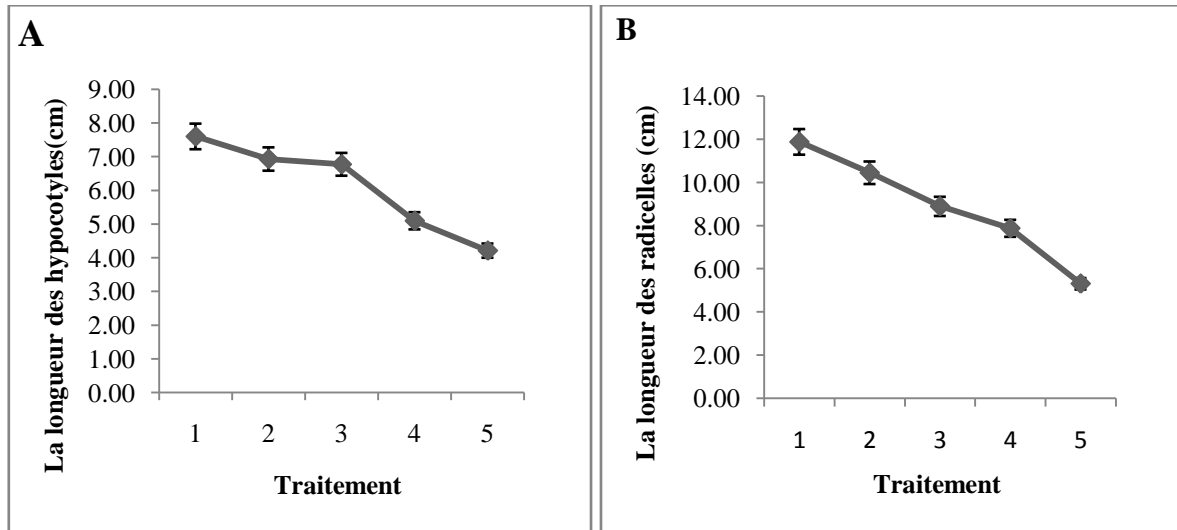 A
La longueur des hypocotyles(cm)
9.00
8.00
7.00
6.00
5.00
4.00
3.00
2.00
1.00
0.00
1 2 3 4 5
Traitement
B
La longueur des radicelles (cm)
14.00
12.00
10.00
8.00
6.00
4.00
2.00
0.00
1 2 3 4 5
Traitement